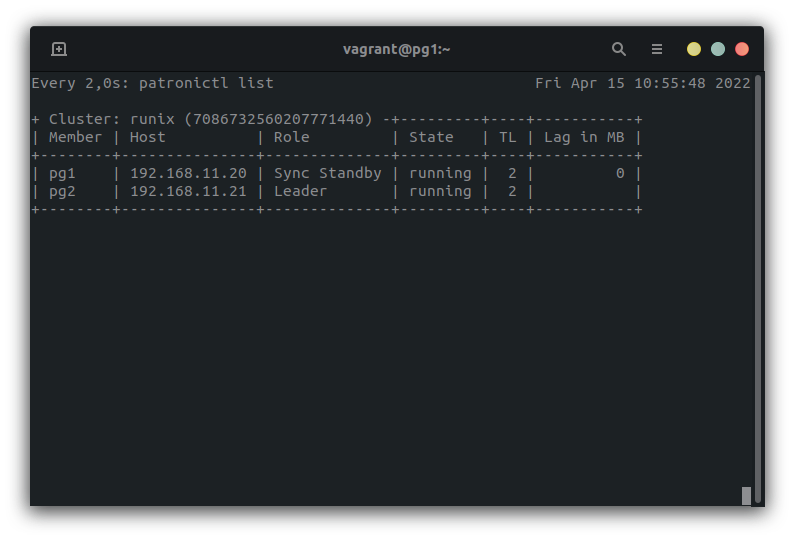 vagrant@pg1:~
Every 2,0s: patronictl list                             Fri Apr 15 10:55:48 2022
+ Cluster: runix (7086732560207771440) -+---------+----+-----------+
| Member | Host          | Role         | State   | TL | Lag in MB |
+--------+---------------+--------------+---------+----+-----------+
| pg1    | 192.168.11.20 | Sync Standby | running |  2 |         0 |
| pg2    | 192.168.11.21 | Leader       | running |  2 |           |
+--------+---------------+--------------+---------+----+-----------+